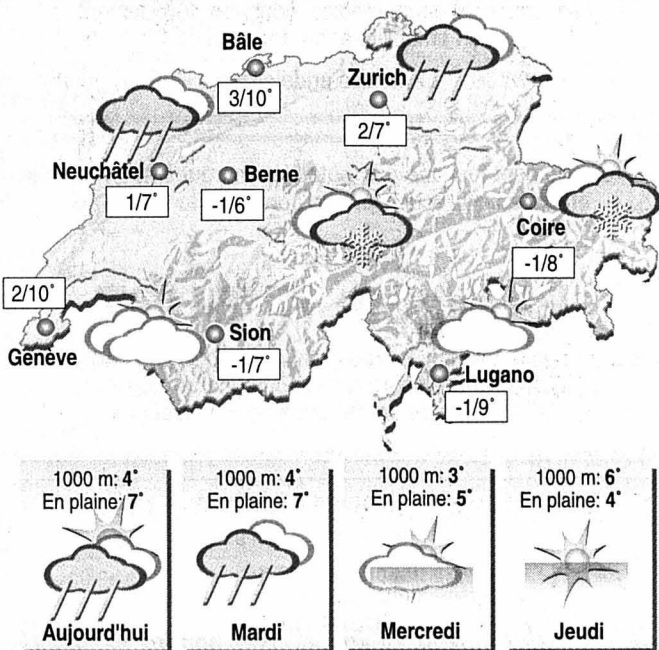 Bâle
3/10°
Zurich
2/7°
Neuchâtel
1/7°
Berne
-1/6°
Coire
-1/8°
2/10°
Genève
Sion
-1/7°
Lugano
-1/9°
1000 m: 4°
En plaine: 7°
Aujourd'hui
1000 m: 4°
En plaine: 7°
Mardi
1000 m: 3°
En plaine: 5°
Mercredi
1000 m: 6°
En plaine: 4°
Jeudi